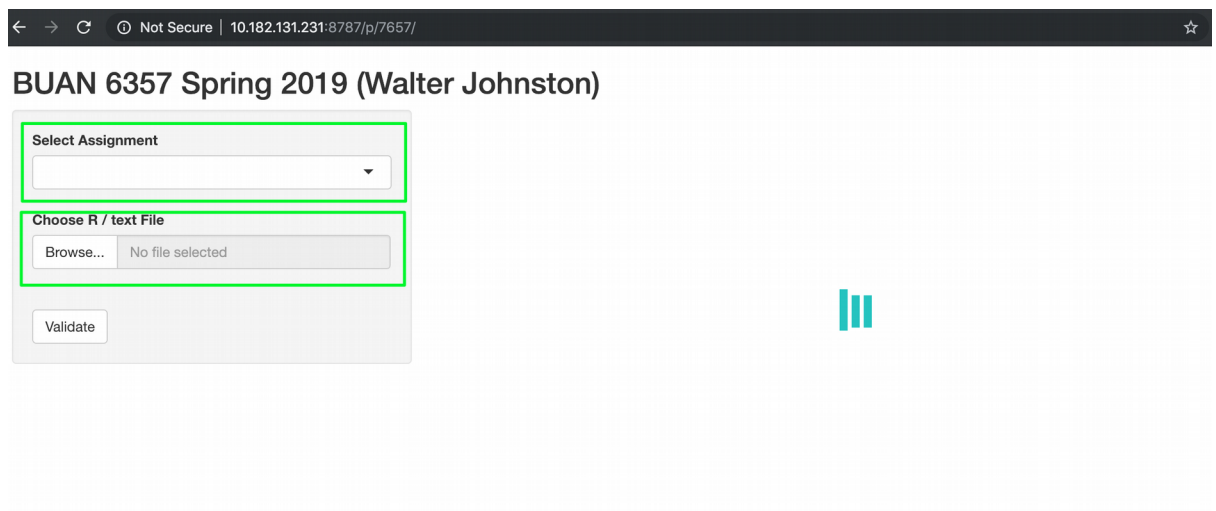 Not Secure | 10.182.131.231:8787/p/7657/
BUAN 6357 Spring 2019 (Walter Johnston)
Select Assignment
Choose R / text File
Browse... No file selected
Validate